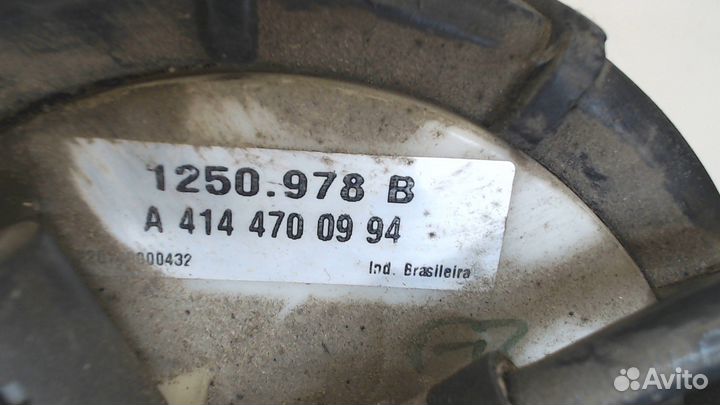 1250.978 B
A 414 470 09 94
Ind. Brasileira
Avito